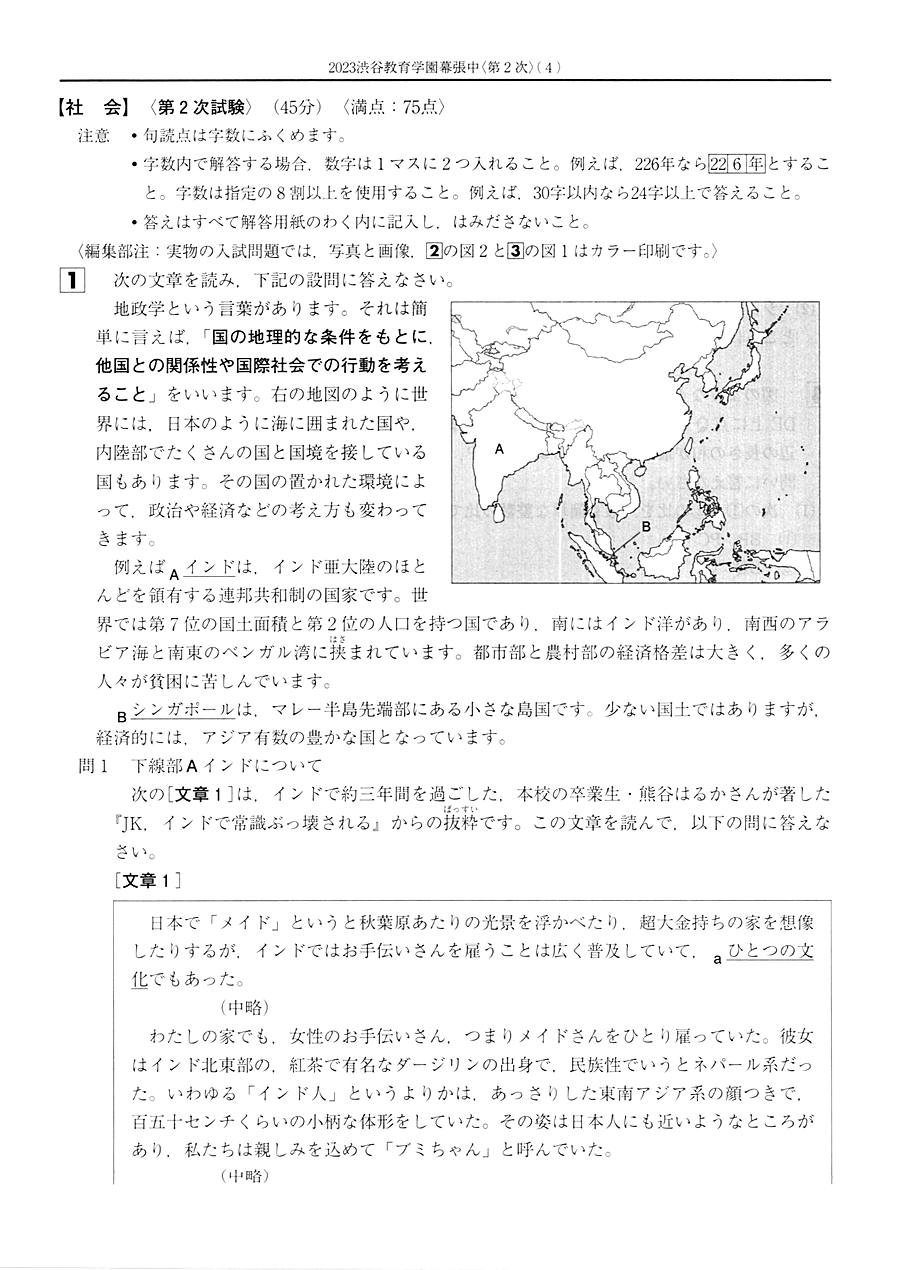 2023渋谷教育学園幕張中〈第2次〉(4)
【社 会】〈第2次試験〉(45分)〈満点：75点〉
注意 ・句読点は字数にふくめます。
・字数内で解答する場合，数字は1マスに2つ入れること。例えば，226年なら22 6 年とするこ
と。字数は指定の8割以上を使用すること。例えば，30字以内なら24字以上で答えること。
・答えはすべて解答用紙のわく内に記入し，はみださないこと。
〈編集部注：実物の入試問題では，写真と画像，2の図2と3の図1はカラー印刷です。〉
1 次の文章を読み，下記の設問に答えなさい。
地政学という言葉があります。それは簡
単に言えば，「国の地理的な条件をもとに，
他国との関係性や国際社会での行動を考え
ること」をいいます。右の地図のように世
界には，日本のように海に囲まれた国や，
内陸部でたくさんの国と国境を接している
国もあります。その国の置かれた環境によ
って，政治や経済などの考え方も変わって
きます。
A
B
例えばAインドは，インド亜大陸のほと
んどを領有する連邦共和制の国家です。世
界では第7位の国土面積と第2位の人口を持つ国であり，南にはインド洋があり，南西のアラ
ビア海と南東のベンガル湾に挟まれています。都市部と農村部の経済格差は大きく，多くの
人々が貧困に苦しんでいます。
Bシンガポールは，マレー半島先端部にある小さな島国です。少ない国土ではありますが，
経済的には，アジア有数の豊かな国となっています。
問1 下線部Aインドについて
次の[文章1]は，インドで約三年間を過ごした，本校の卒業生・熊谷はるかさんが著した
『JK，インドで常識ぶっ壊される』からの抜粋です。この文章を読んで，以下の問に答えな
さい。
[文章1]
日本で「メイド」というと秋葉原あたりの光景を浮かべたり，超大金持ちの家を想像
したりするが，インドではお手伝いさんを雇うことは広く普及していて，aひとつの文
化でもあった。
（中略）
わたしの家でも，女性のお手伝いさん，つまりメイドさんをひとり雇っていた。彼女
はインド北東部の，紅茶で有名なダージリンの出身で，民族性でいうとネパール系だっ
た。いわゆる「インド人」というよりかは，あっさりした東南アジア系の顔つきで，
百五十センチくらいの小柄な体形をしていた。その姿は日本人にも近いようなところが
あり，私たちは親しみを込めて「ブミちゃん」と呼んでいた。
（中略）